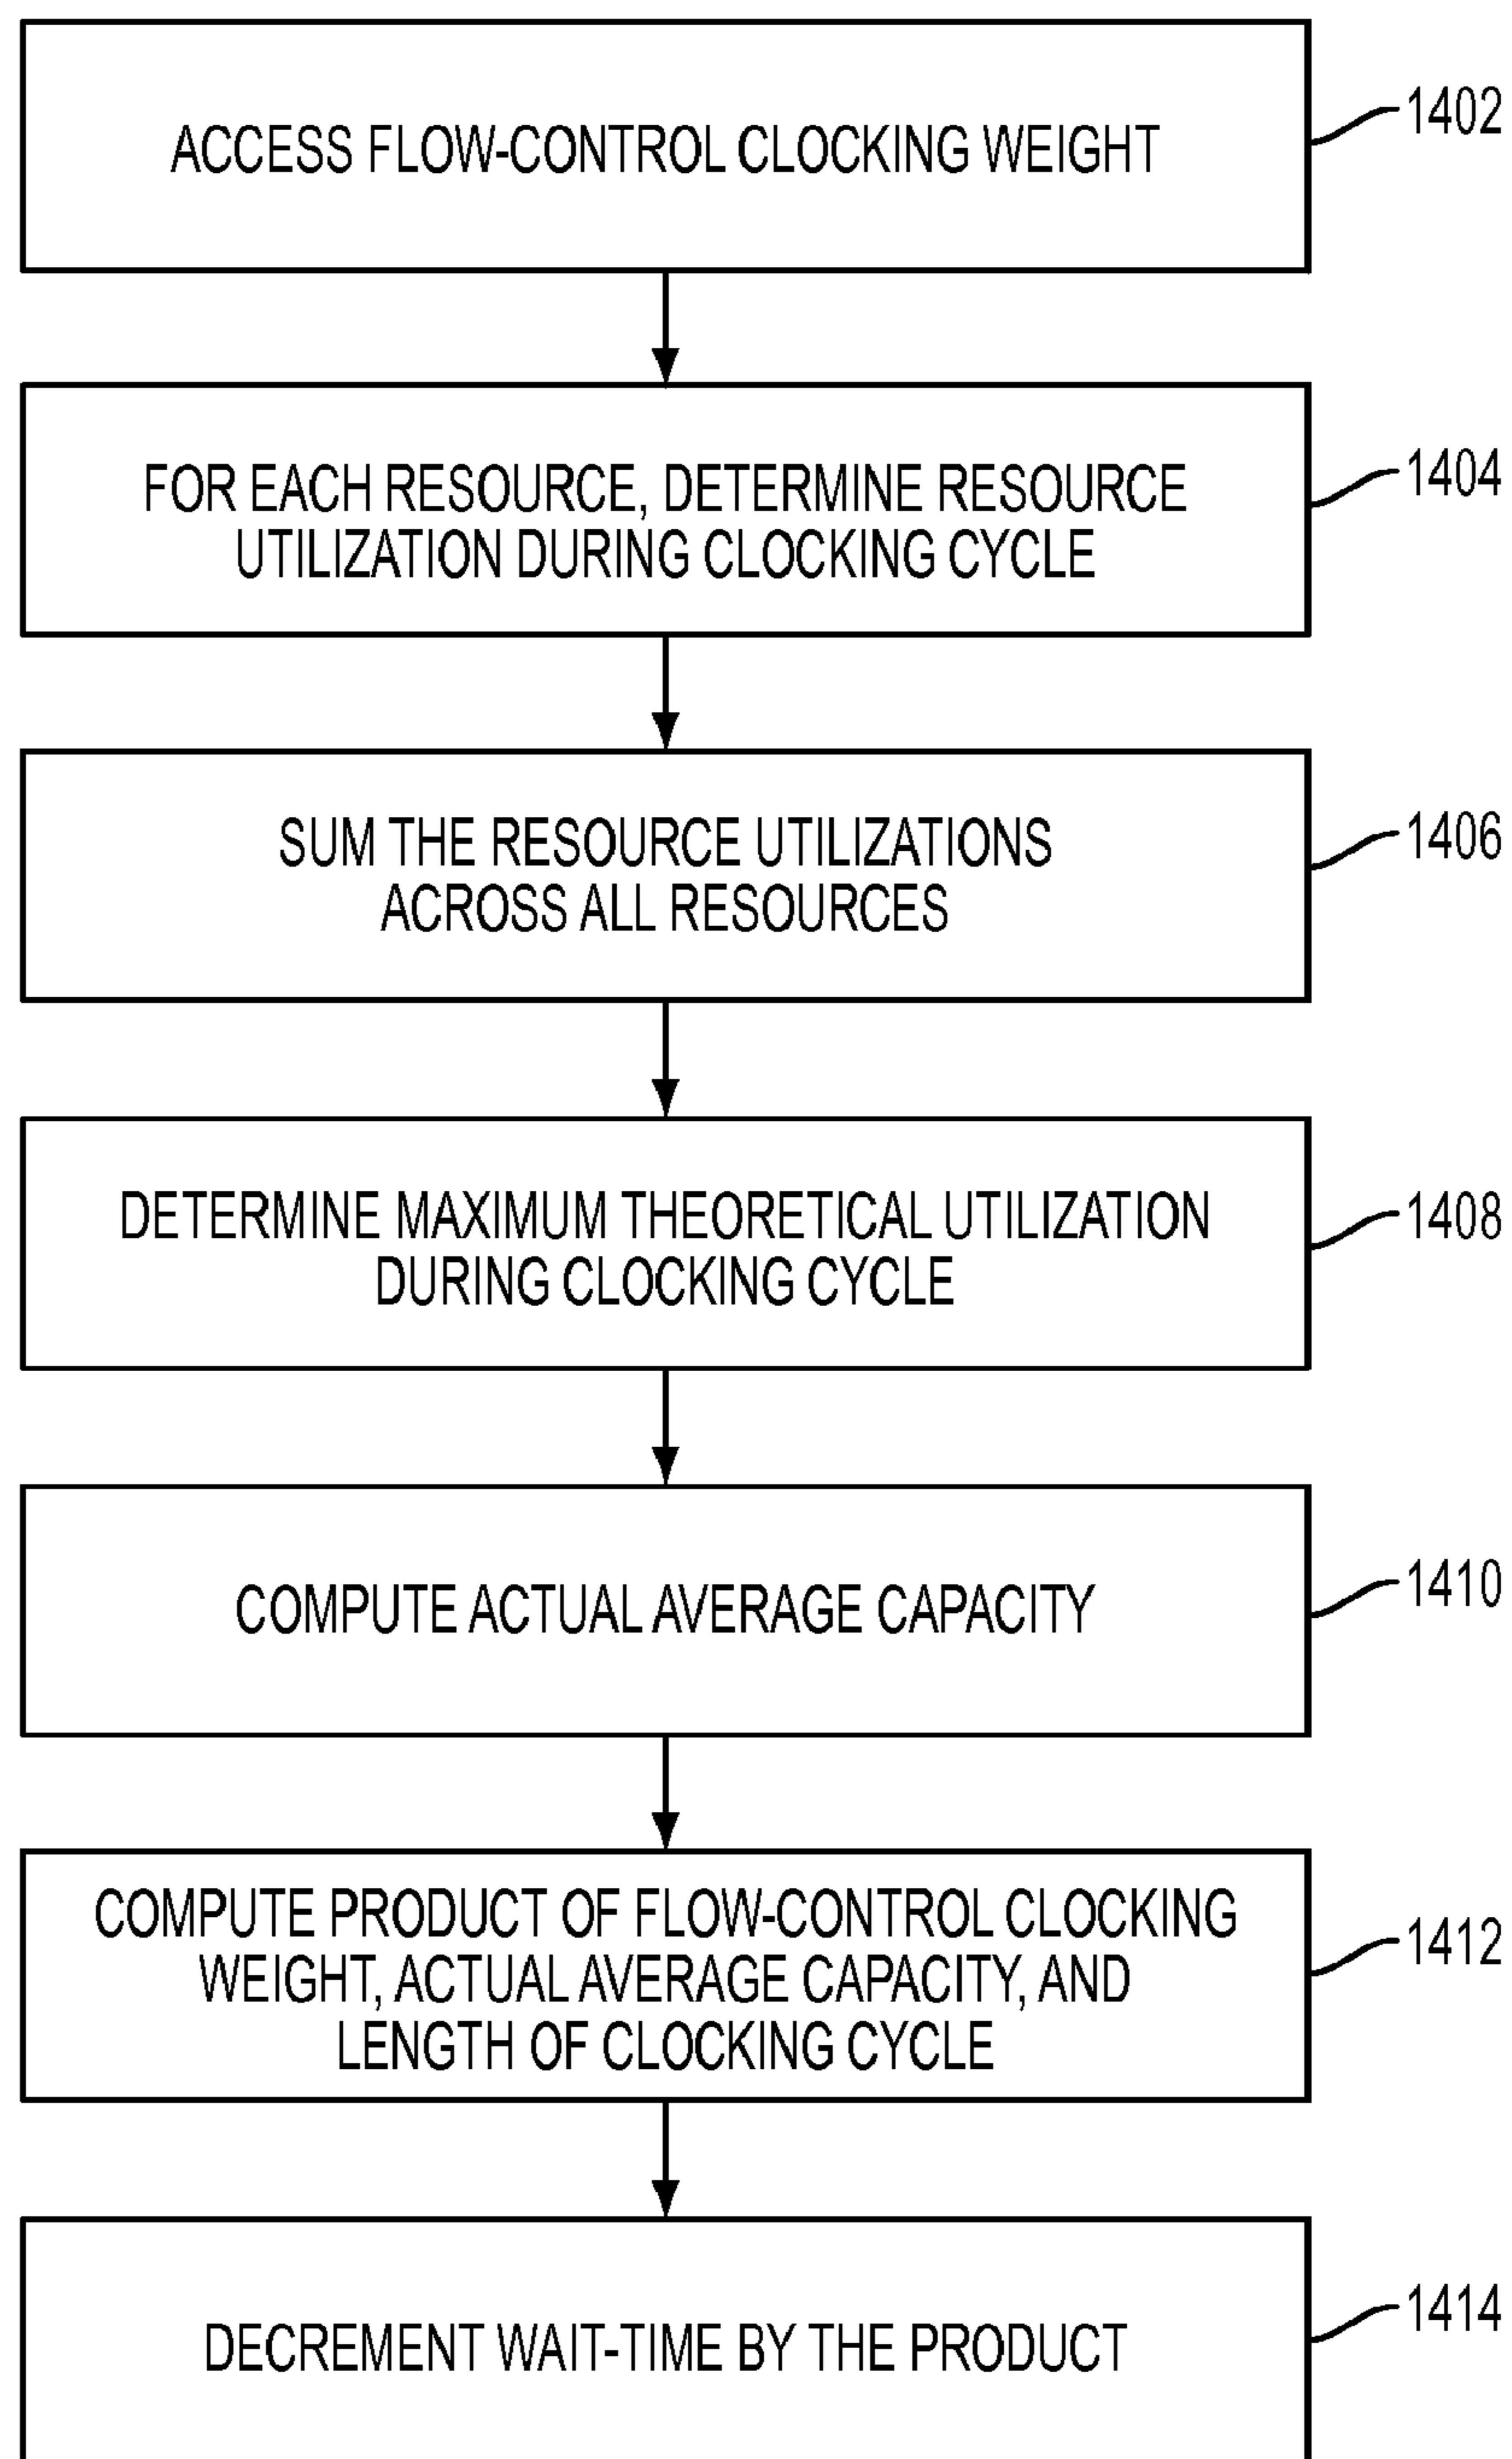 ACCESS FLOW-CONTROL CLOCKING WEIGHT
1402
FOR EACH RESOURCE, DETERMINE RESOURCE
UTILIZATION DURING CLOCKING CYCLE
1404
SUM THE RESOURCE UTILIZATIONS
ACROSS ALL RESOURCES
1406
DETERMINE MAXIMUM THEORETICAL UTILIZATION
DURING CLOCKING CYCLE
1408
COMPUTE ACTUAL AVERAGE CAPACITY
1410
COMPUTE PRODUCT OF FLOW-CONTROL CLOCKING
WEIGHT, ACTUAL AVERAGE CAPACITY, AND
LENGTH OF CLOCKING CYCLE
1412
DECREMENT WAIT-TIME BY THE PRODUCT
1414